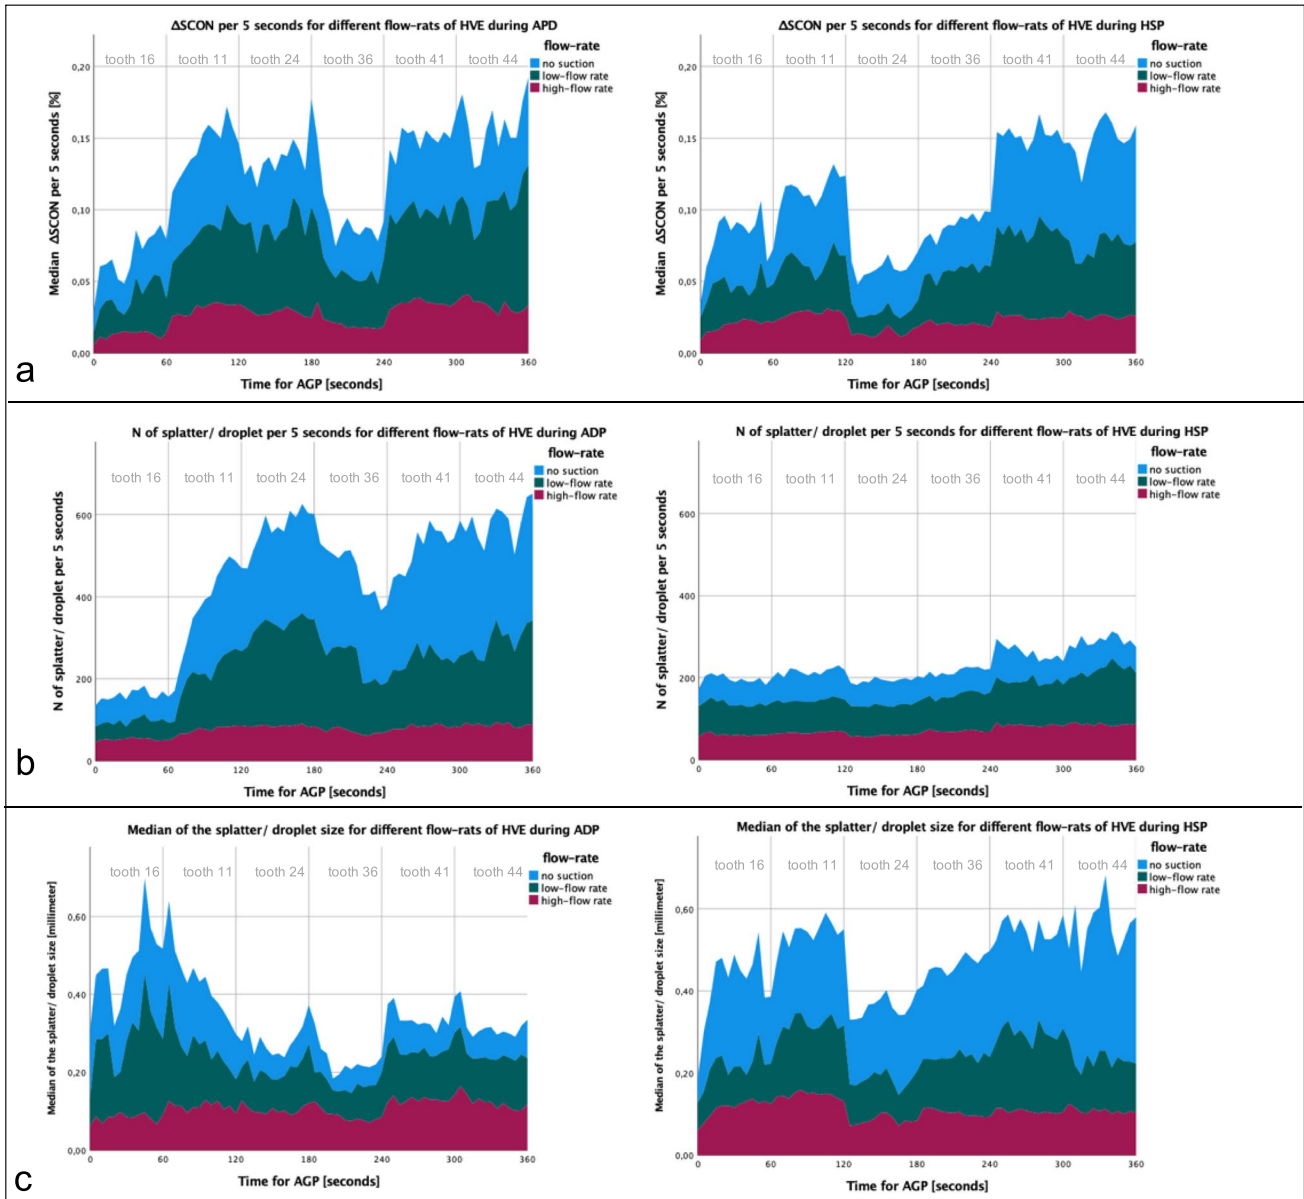 ΔSCON per 5 seconds for different flow-rats of HVE during APD
flow-rate
no suction
low-flow rate
high-flow rate
tooth 16 tooth 11 tooth 24 tooth 36 tooth 41 tooth 44
0,20
0,15
0,10
0,05
0,00
Median ΔSCON per 5 seconds [%]
0 60 120 180 240 300 360
Time for AGP [seconds]
ΔSCON per 5 seconds for different flow-rats of HVE during HSP
flow-rate
no suction
low-flow rate
high-flow rate
tooth 16 tooth 11 tooth 24 tooth 36 tooth 41 tooth 44
0,20
0,15
0,10
0,05
0,00
Median ΔSCON per 5 seconds [%]
0 60 120 180 240 300 360
Time for AGP [seconds]
a
N of splatter/ droplet per 5 seconds for different flow-rats of HVE during ADP
flow-rate
no suction
low-flow rate
high-flow rate
tooth 16 tooth 11 tooth 24 tooth 36 tooth 41 tooth 44
600
400
200
0
N of splatter/ droplet per 5 seconds
0 60 120 180 240 300 360
Time for AGP [seconds]
N of splatter/ droplet per 5 seconds for different flow-rats of HVE during HSP
flow-rate
no suction
low-flow rate
high-flow rate
tooth 16 tooth 11 tooth 24 tooth 36 tooth 41 tooth 44
600
400
200
0
N of splatter/ droplet per 5 seconds
0 60 120 180 240 300 360
Time for AGP [seconds]
b
Median of the splatter/ droplet size for different flow-rats of HVE during ADP
flow-rate
no suction
low-flow rate
high-flow rate
tooth 16 tooth 11 tooth 24 tooth 36 tooth 41 tooth 44
0,60
0,40
0,20
0,00
Median of the splatter/ droplet size [millimeter]
0 60 120 180 240 300 360
Time for AGP [seconds]
Median of the splatter/ droplet size for different flow-rats of HVE during HSP
flow-rate
no suction
low-flow rate
high-flow rate
tooth 16 tooth 11 tooth 24 tooth 36 tooth 41 tooth 44
0,60
0,40
0,20
0,00
Median of the splatter/ droplet size [millimeter]
0 60 120 180 240 300 360
Time for AGP [seconds]
c